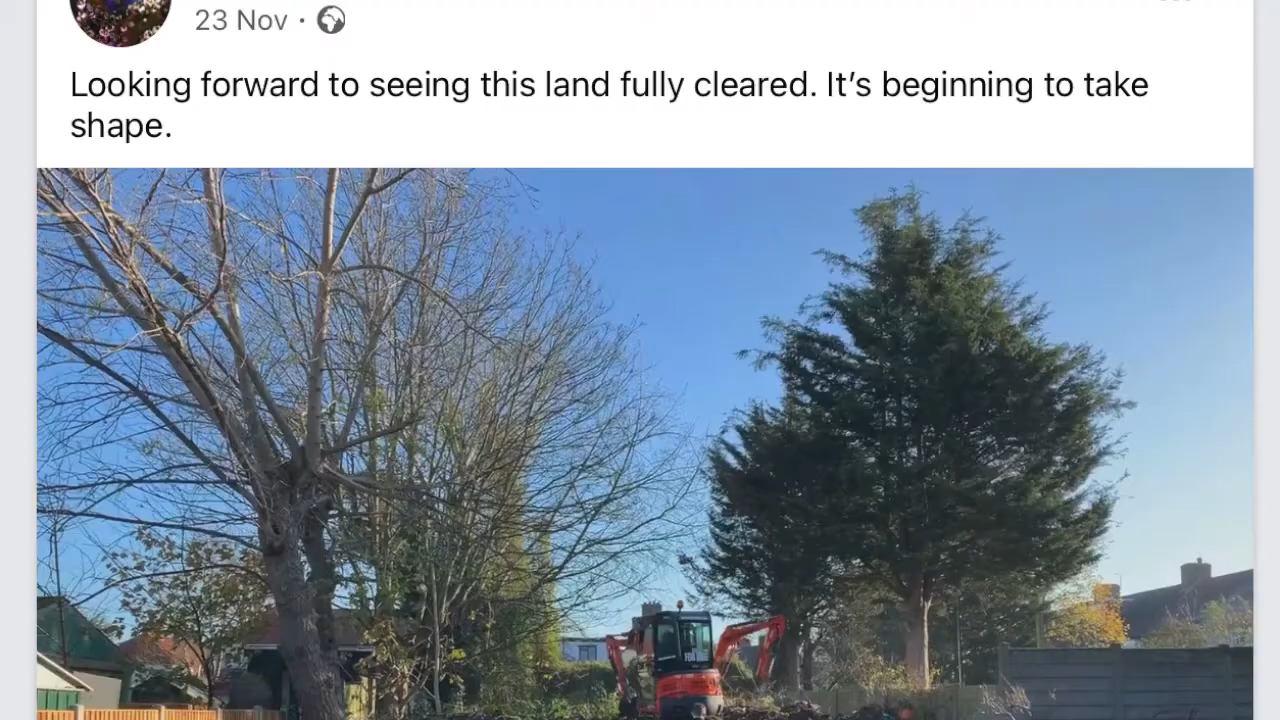 23 Nov
Looking forward to seeing this land fully cleared. It’s beginning to take
shape.